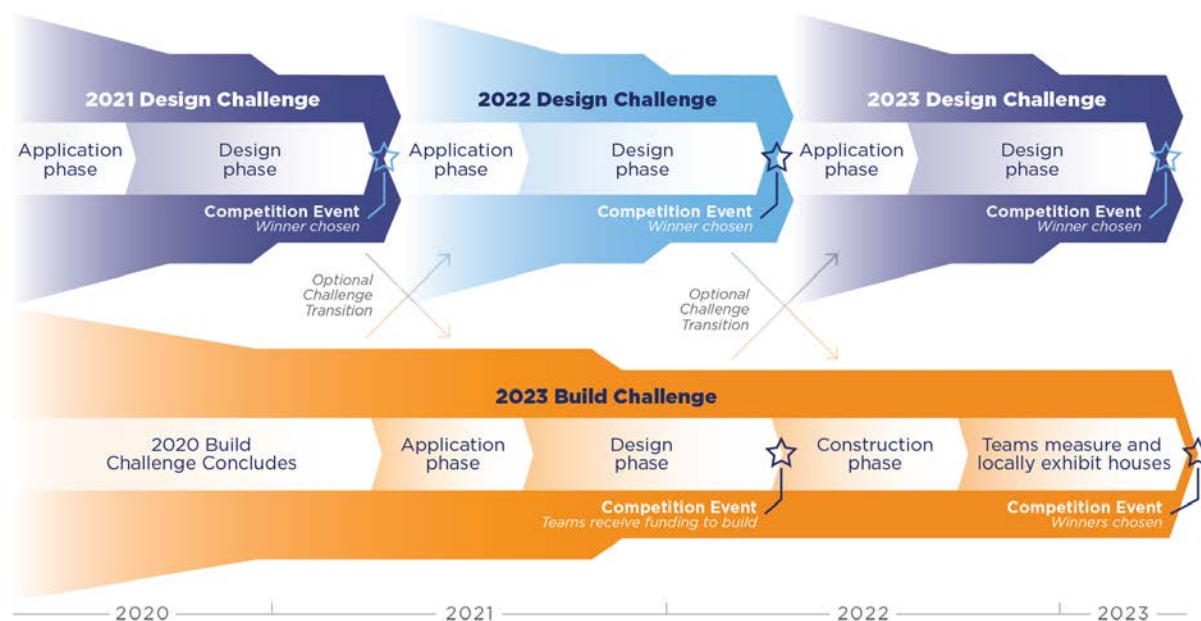 2021 Design Challenge
Application
phase
Design
phase
Competition Event
Winner chosen
2022 Design Challenge
Application
phase
Design
phase
Competition Event
Winner chosen
2023 Design Challenge
Application
phase
Design
phase
Competition Event
Winner chosen
Optional
Challenge
Transition
Optional
Challenge
Transition
2023 Build Challenge
2020 Build
Challenge Concludes
Application
phase
Design
phase
Competition Event
Teams receive funding to build
Construction
phase
Teams measure and
locally exhibit houses
Competition Event
Winners chosen
2020
2021
2022
2023